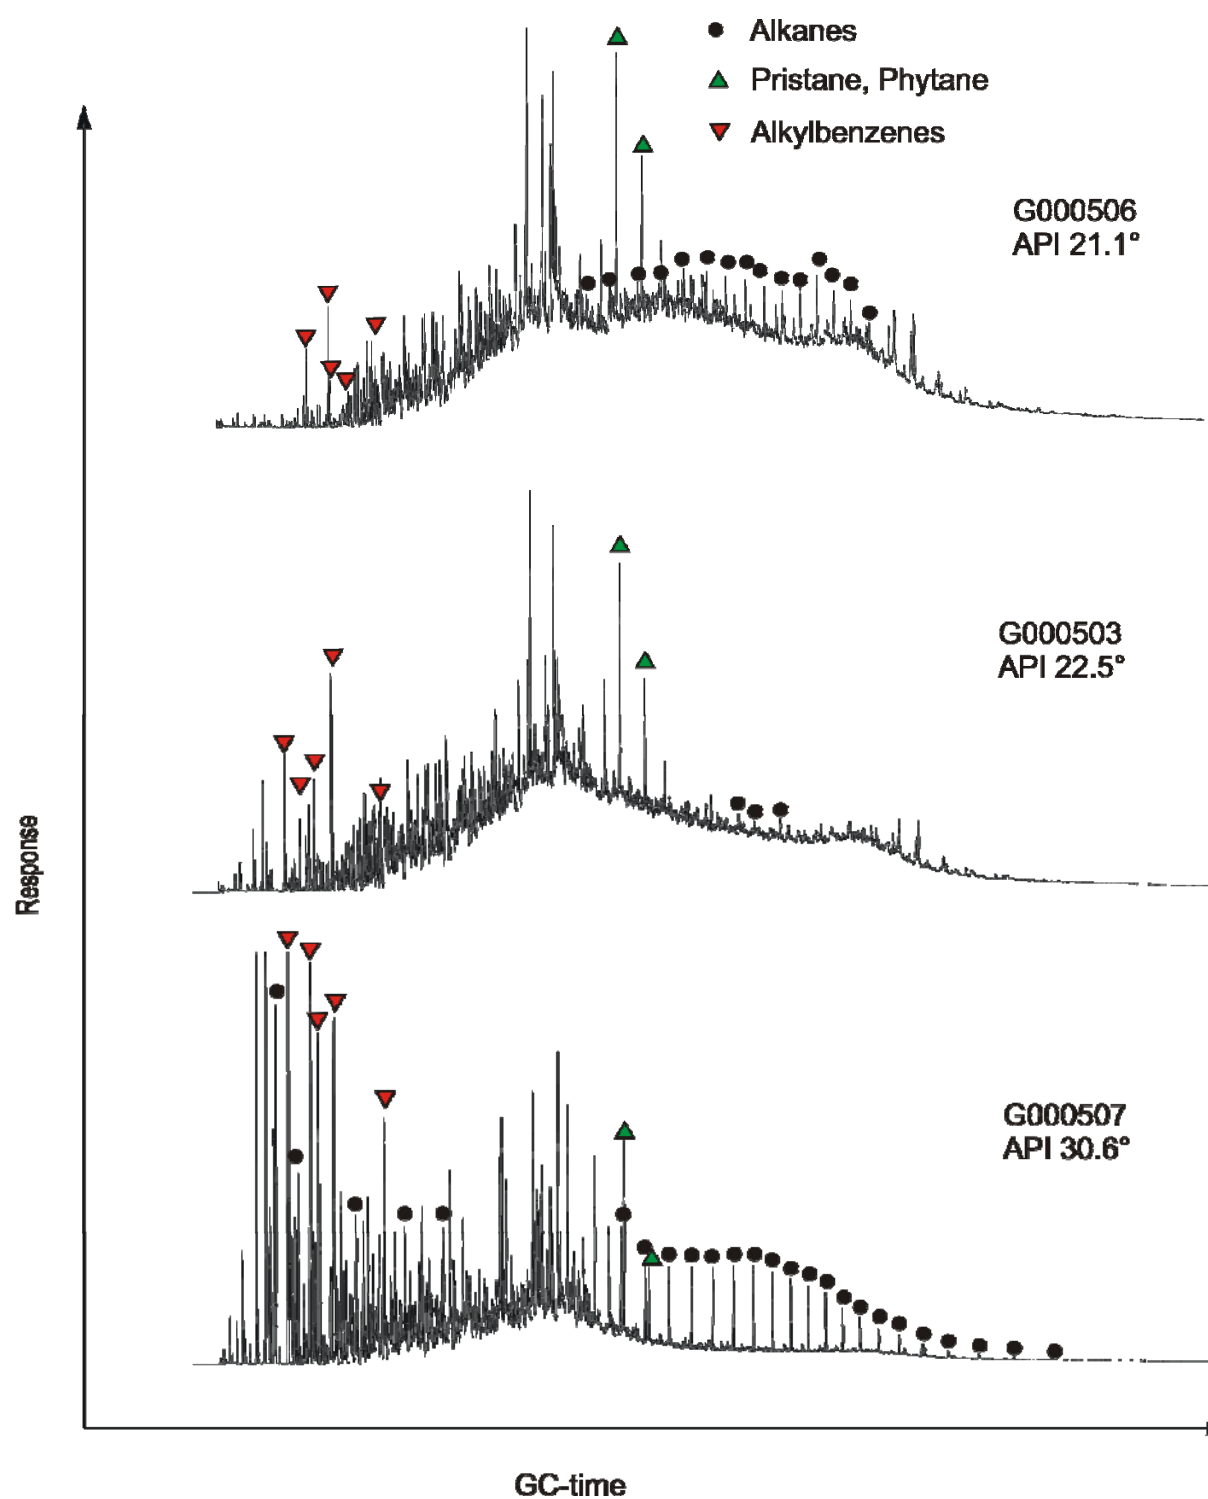 Alkanes
Pristane, Phytane
Alkylbenzenes
G000506
API 21.1°
G000503
API 22.5°
Response
G000507
API 30.6°
GC-time